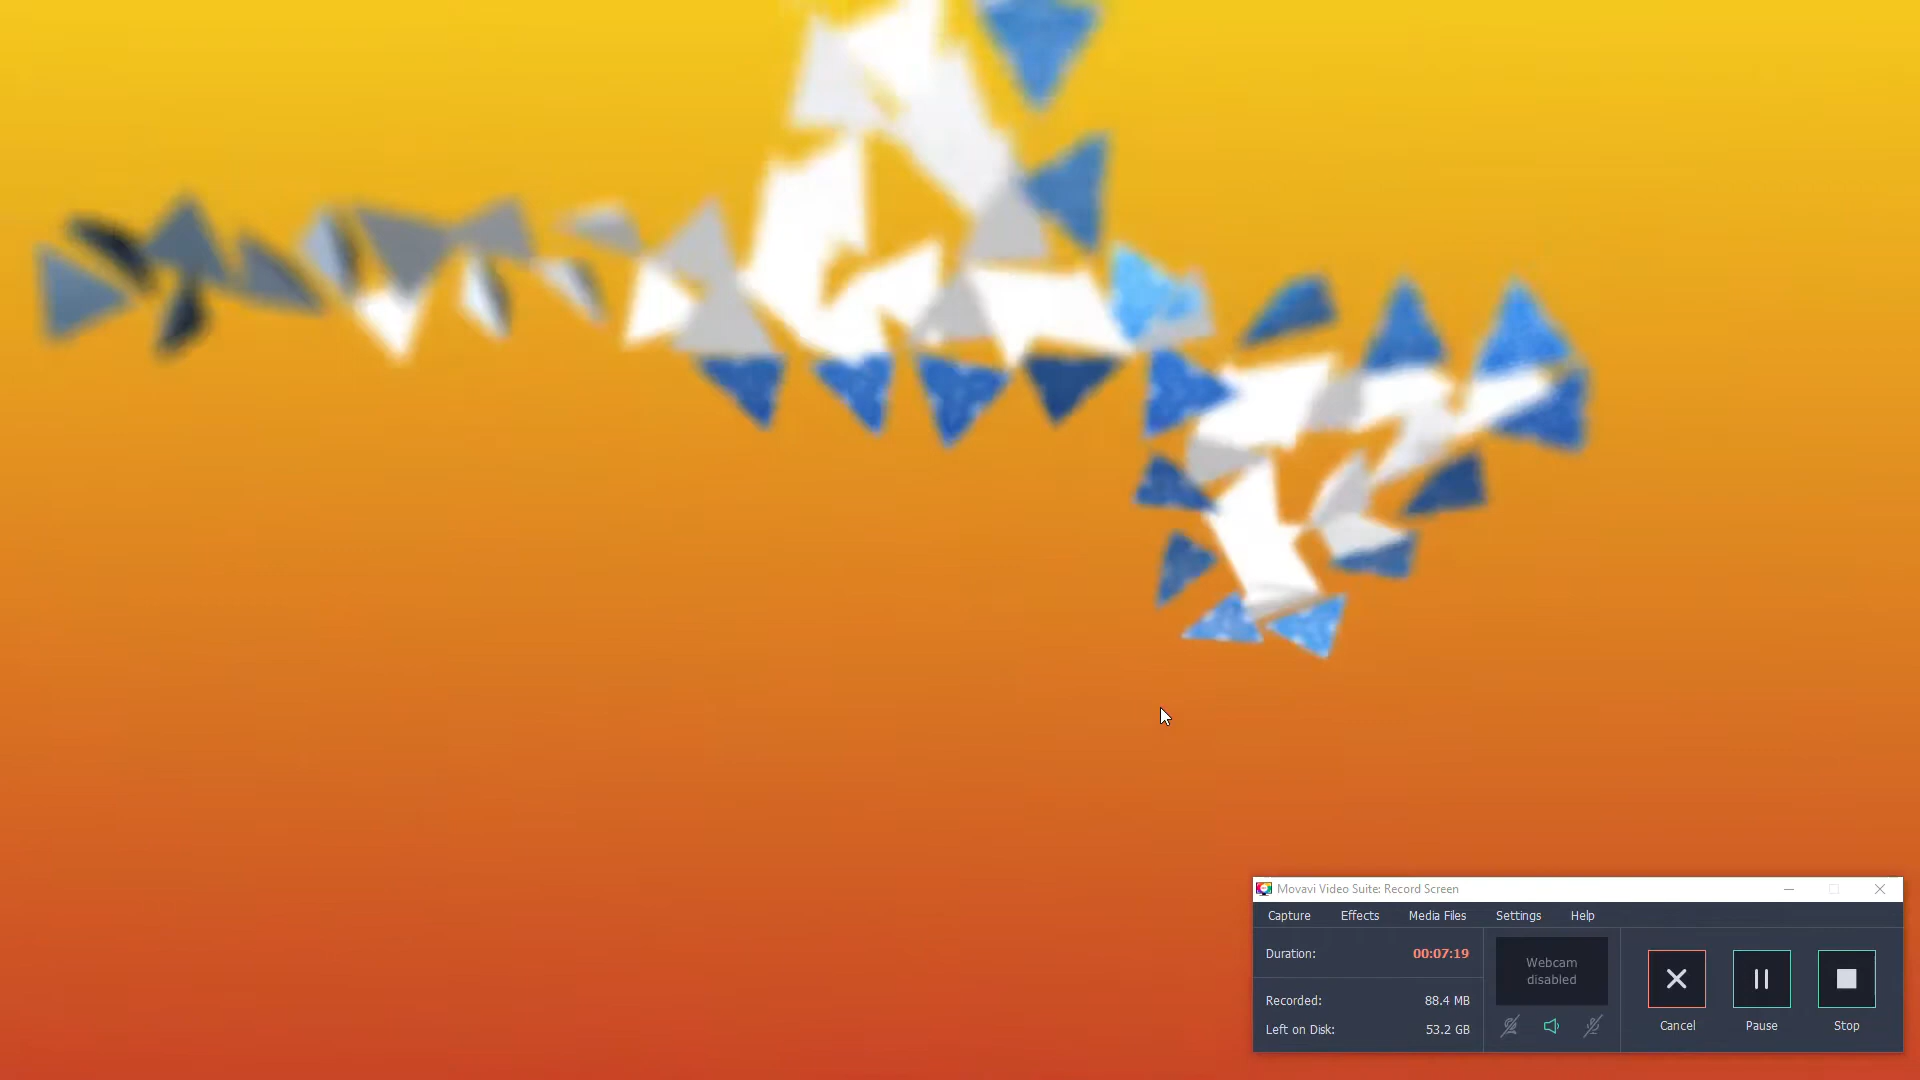 Movavi Video Suite: Record Screen
Capture Effects Media Files Settings Help
Duration: 00:07:19
Webcam
disabled
Recorded: 88.4 MB
Left on Disk: 53.2 GB
Cancel Pause Stop